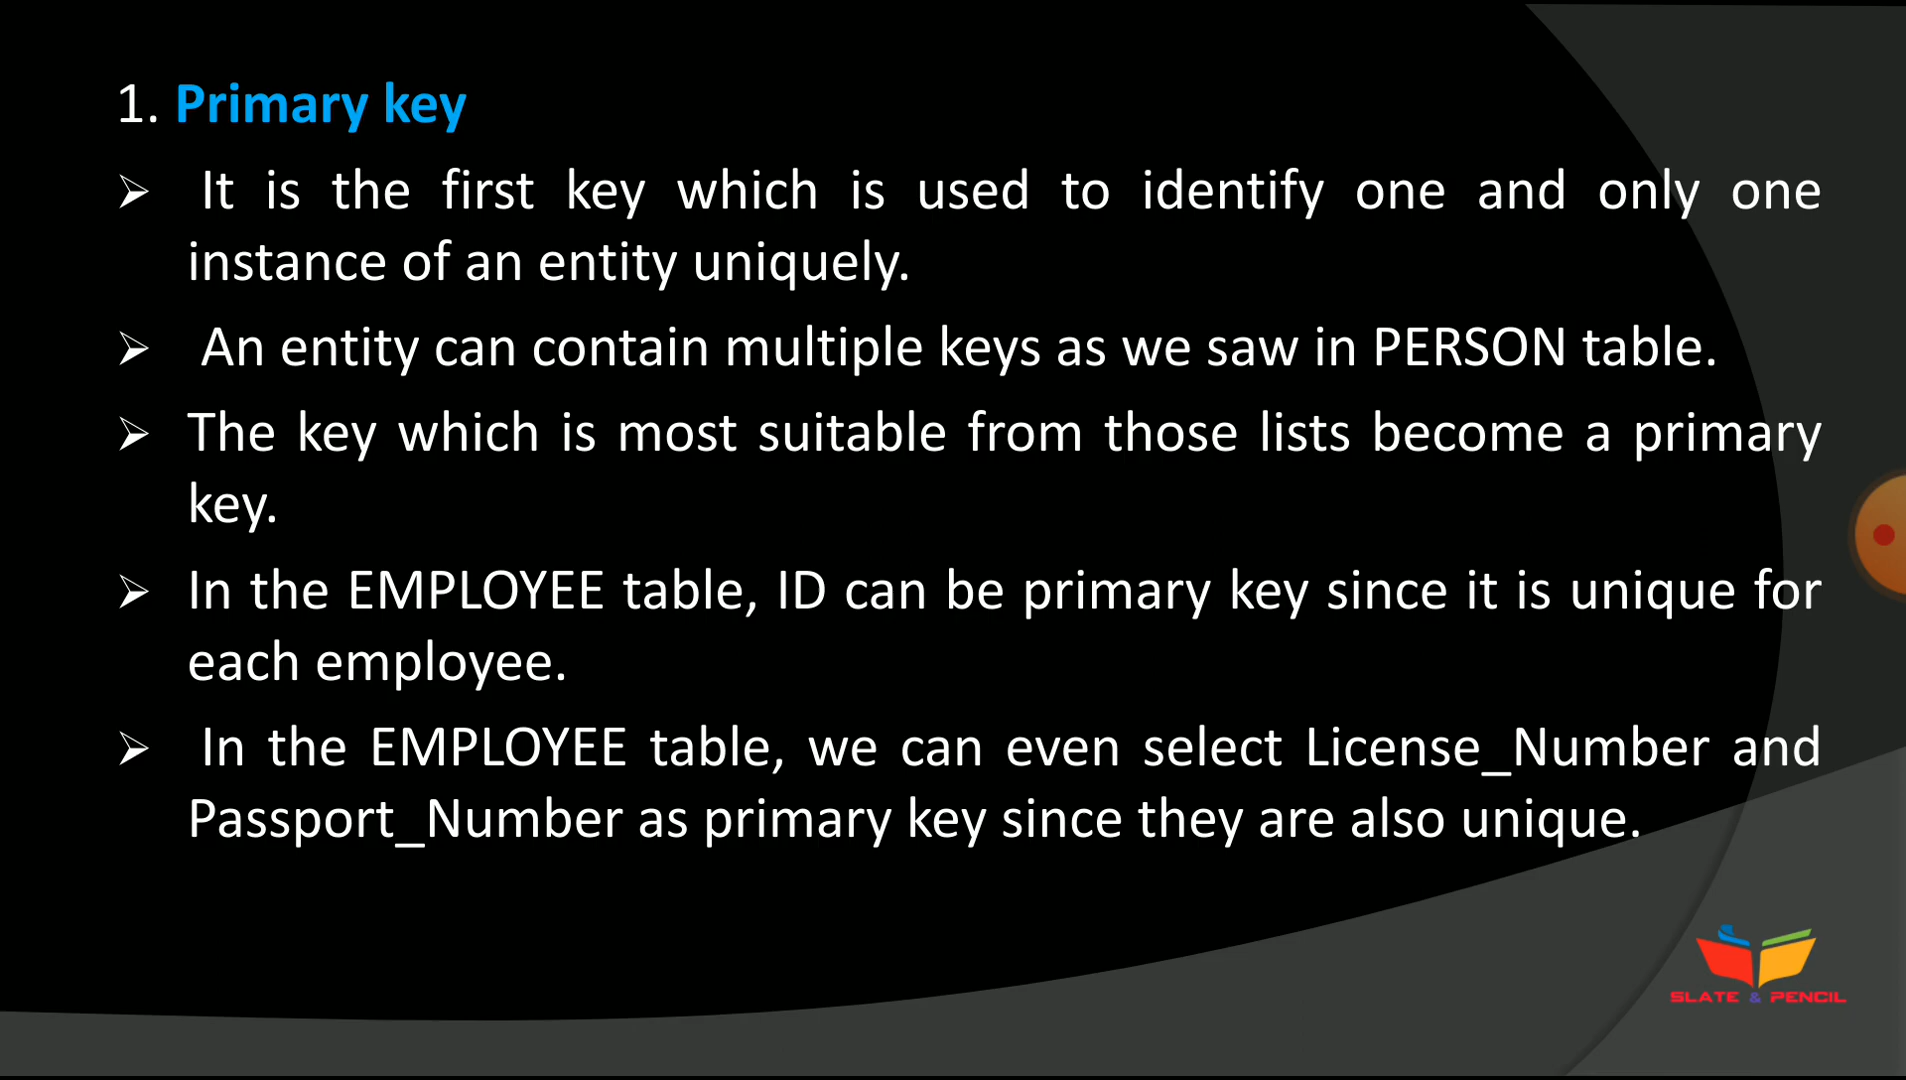 1. Primary key
➢ It is the first key which is used to identify one and only one
instance of an entity uniquely.
➢ An entity can contain multiple keys as we saw in PERSON table.
➢ The key which is most suitable from those lists become a primary
key.
➢ In the EMPLOYEE table, ID can be primary key since it is unique for
each employee.
➢ In the EMPLOYEE table, we can even select License_Number and
Passport_Number as primary key since they are also unique.
SLATE & PENCIL